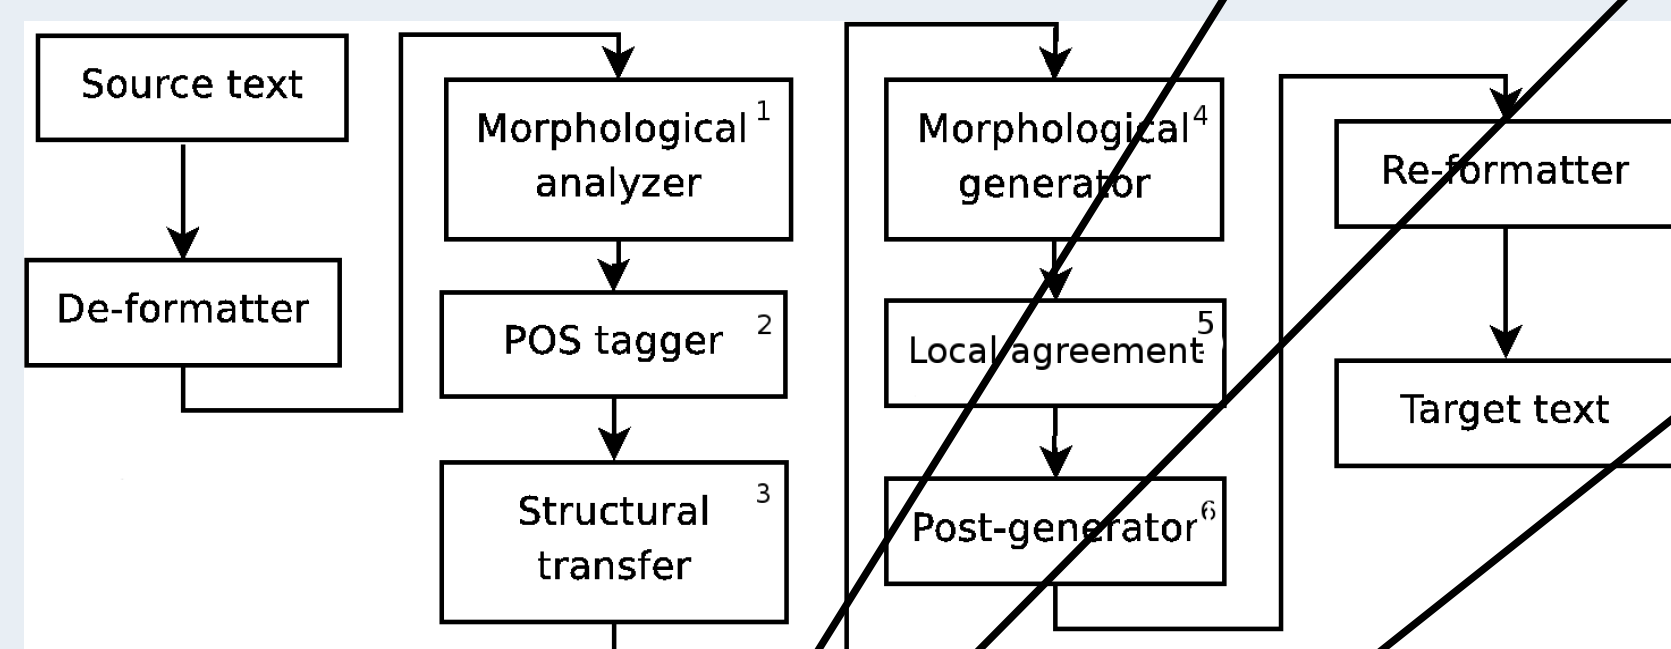 Source text
De-formatter
Morphological 1
analyzer
POS tagger 2
Structural 3
transfer
Morphological 4
generator
Local agreement 5
Post-generator 6
Re-formatter
Target text